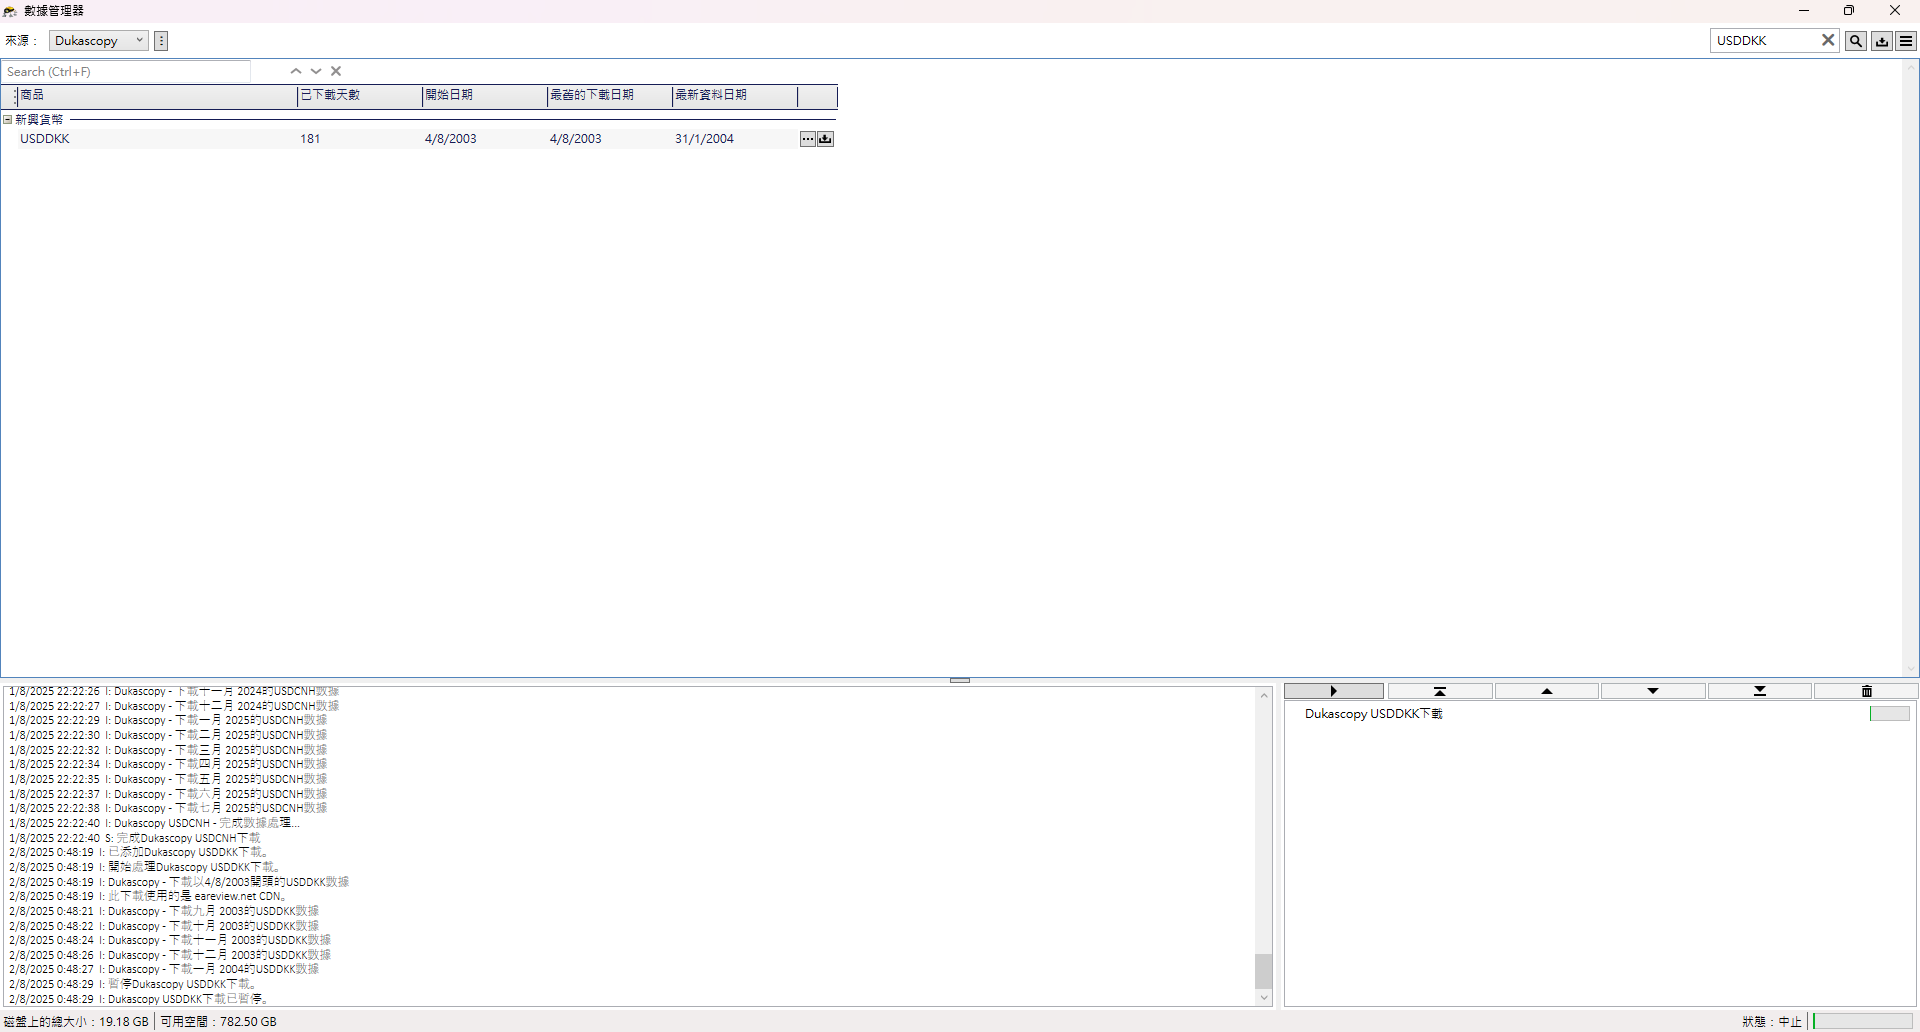 數據管理器
來源：
Dukascopy
USDDKK
Search (Ctrl+F)
商品 已下載天數 開始日期 最舊的下載日期 最新資料日期
新興貨幣
USDDKK 181 4/8/2003 4/8/2003 31/1/2004
1/8/2025 22:22:26 I: Dukascopy - 下載十一月 2024的USDCNH數據
1/8/2025 22:22:27 I: Dukascopy - 下載十二月 2024的USDCNH數據
1/8/2025 22:22:29 I: Dukascopy - 下載一月 2025的USDCNH數據
1/8/2025 22:22:30 I: Dukascopy - 下載二月 2025的USDCNH數據
1/8/2025 22:22:32 I: Dukascopy - 下載三月 2025的USDCNH數據
1/8/2025 22:22:34 I: Dukascopy - 下載四月 2025的USDCNH數據
1/8/2025 22:22:35 I: Dukascopy - 下載五月 2025的USDCNH數據
1/8/2025 22:22:37 I: Dukascopy - 下載六月 2025的USDCNH數據
1/8/2025 22:22:38 I: Dukascopy - 下載七月 2025的USDCNH數據
1/8/2025 22:22:40 I: Dukascopy USDCNH - 完成數據處理...
1/8/2025 22:22:40 S: 完成Dukascopy USDCNH下載
2/8/2025 0:48:19 I: 已添加Dukascopy USDDKK下載。
2/8/2025 0:48:19 I: 開始處理Dukascopy USDDKK下載。
2/8/2025 0:48:19 I: Dukascopy - 下載以4/8/2003開頭的USDDKK數據
2/8/2025 0:48:19 I: 此下載使用的是 eareview.net CDN。
2/8/2025 0:48:21 I: Dukascopy - 下載九月 2003的USDDKK數據
2/8/2025 0:48:22 I: Dukascopy - 下載十月 2003的USDDKK數據
2/8/2025 0:48:24 I: Dukascopy - 下載十一月 2003的USDDKK數據
2/8/2025 0:48:26 I: Dukascopy - 下載十二月 2003的USDDKK數據
2/8/2025 0:48:27 I: Dukascopy - 下載一月 2004的USDDKK數據
2/8/2025 0:48:29 I: 暫停Dukascopy USDDKK下載。
2/8/2025 0:48:29 I: Dukascopy USDDKK下載已暫停。
Dukascopy USDDKK下載
磁盤上的總大小：19.18 GB 可用空間：782.50 GB
狀態：中止